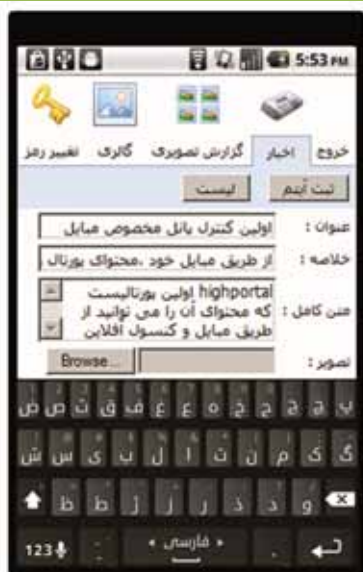 5:53 PM
خروج اخبار گزارش تصویری گالری تغییر رمز
ثبت آیتم لیست
عنوان : اولین کنترل پانل مخصوص مبایل
خلاصه : از طریق مبایل خود ،محتوای پورتال
متن کامل : highportal اولین پورتالیست
که محتوای آن را می توانید از
طریق مبایل و کنسول آفلاین
تصویر : Browse...
ض ص ث ق ف غ ع ه خ ح ج چ پ
ش س ی ب ل ا ت ن م ک گ
ظ ط ژ ز ر ذ د و
123 فارسی .